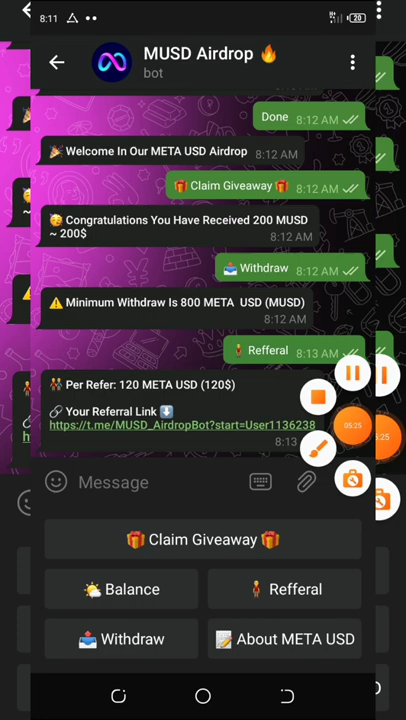 8:11
20
MUSD Airdrop 🔥
bot
Done 8:12 AM
🎉 Welcome In Our META USD Airdrop 8:12 AM
🎁 Claim Giveaway 🎁 8:12 AM
🥳 Congratulations You Have Received 200 MUSD
~ 200$ 8:12 AM
📤 Withdraw 8:12 AM
⚠️ Minimum Withdraw Is 800 META USD (MUSD)
8:12 AM
🧍 Refferal 8:13 AM
👫 Per Refer: 120 META USD (120$)
🔗 Your Referral Link ⬇️
https://t.me/MUSD_AirdropBot?start=User1136238
8:13
05:25
Message
🎁 Claim Giveaway 🎁
🌤 Balance
🧍 Refferal
📤 Withdraw
📝 About META USD